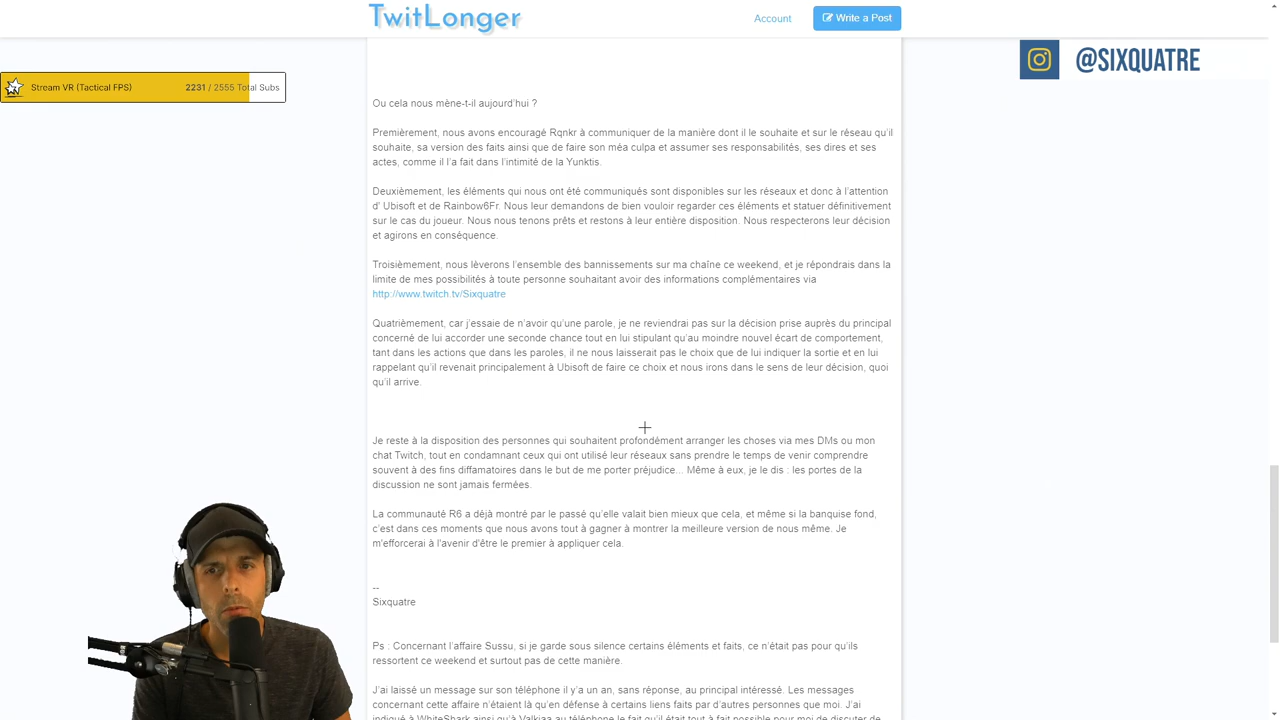 TwitLonger
Account
Write a Post
@SIXQUATRE
Stream VR (Tactical FPS)
2231 / 2555 Total Subs
Ou cela nous mène-t-il aujourd'hui ?
Premièrement, nous avons encouragé Rqnkr à communiquer de la manière dont il le souhaite et sur le réseau qu'il
souhaite, sa version des faits ainsi que de faire son méa culpa et assumer ses responsabilités, ses dires et ses
actes, comme il l'a fait dans l'intimité de la Yunktis.
Deuxièmement, les éléments qui nous ont été communiqués sont disponibles sur les réseaux et donc à l'attention
d' Ubisoft et de Rainbow6Fr. Nous leur demandons de bien vouloir regarder ces éléments et statuer définitivement
sur le cas du joueur. Nous nous tenons prêts et restons à leur entière disposition. Nous respecterons leur décision
et agirons en conséquence.
Troisièmement, nous lèverons l'ensemble des bannissements sur ma chaîne ce weekend, et je répondrais dans la
limite de mes possibilités à toute personne souhaitant avoir des informations complémentaires via
http://www.twitch.tv/Sixquatre
Quatrièmement, car j'essaie de n'avoir qu'une parole, je ne reviendrai pas sur la décision prise auprès du principal
concerné de lui accorder une seconde chance tout en lui stipulant qu'au moindre nouvel écart de comportement,
tant dans les actions que dans les paroles, il ne nous laisserait pas le choix que de lui indiquer la sortie et en lui
rappelant qu'il revenait principalement à Ubisoft de faire ce choix et nous irons dans le sens de leur décision, quoi
qu'il arrive.
Je reste à la disposition des personnes qui souhaitent profondément arranger les choses via mes DMs ou mon
chat Twitch, tout en condamnant ceux qui ont utilisé leur réseaux sans prendre le temps de venir comprendre
souvent à des fins diffamatoires dans le but de me porter préjudice... Même à eux, je le dis : les portes de la
discussion ne sont jamais fermées.
La communauté R6 a déjà montré par le passé qu'elle valait bien mieux que cela, et même si la banquise fond,
c'est dans ces moments que nous avons tout à gagner à montrer la meilleure version de nous même. Je
m'efforcerai à l'avenir d'être le premier à appliquer cela.
--
Sixquatre
Ps : Concernant l'affaire Sussu, si je garde sous silence certains éléments et faits, ce n'était pas pour qu'ils
ressortent ce weekend et surtout pas de cette manière.
J'ai laissé un message sur son téléphone il y'a un an, sans réponse, au principal intéressé. Les messages
concernant cette affaire n'étaient là qu'en défense à certains liens faits par d'autres personnes que moi. J'ai
indiqué à WhiteShark ainsi qu'à Valkiaa au téléphone le fait qu'il était tout à fait possible pour moi de discuter de